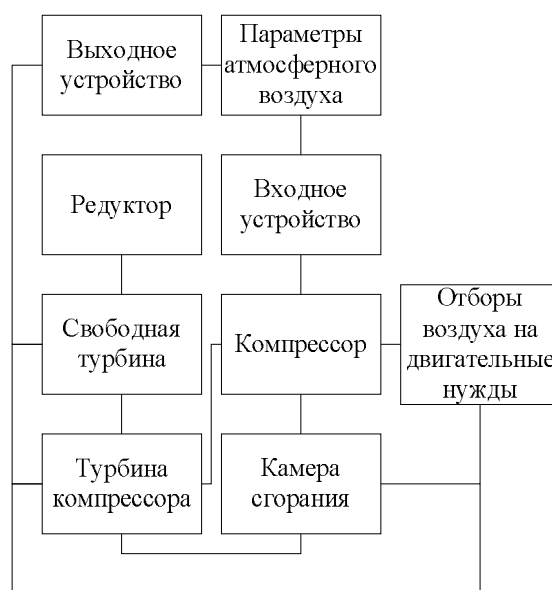 Выходное
устройство
Параметры
атмосферного
воздуха
Редуктор
Входное
устройство
Свободная
турбина
Компрессор
Отборы
воздуха на
двигательные
нужды
Турбина
компрессора
Камера
сгорания